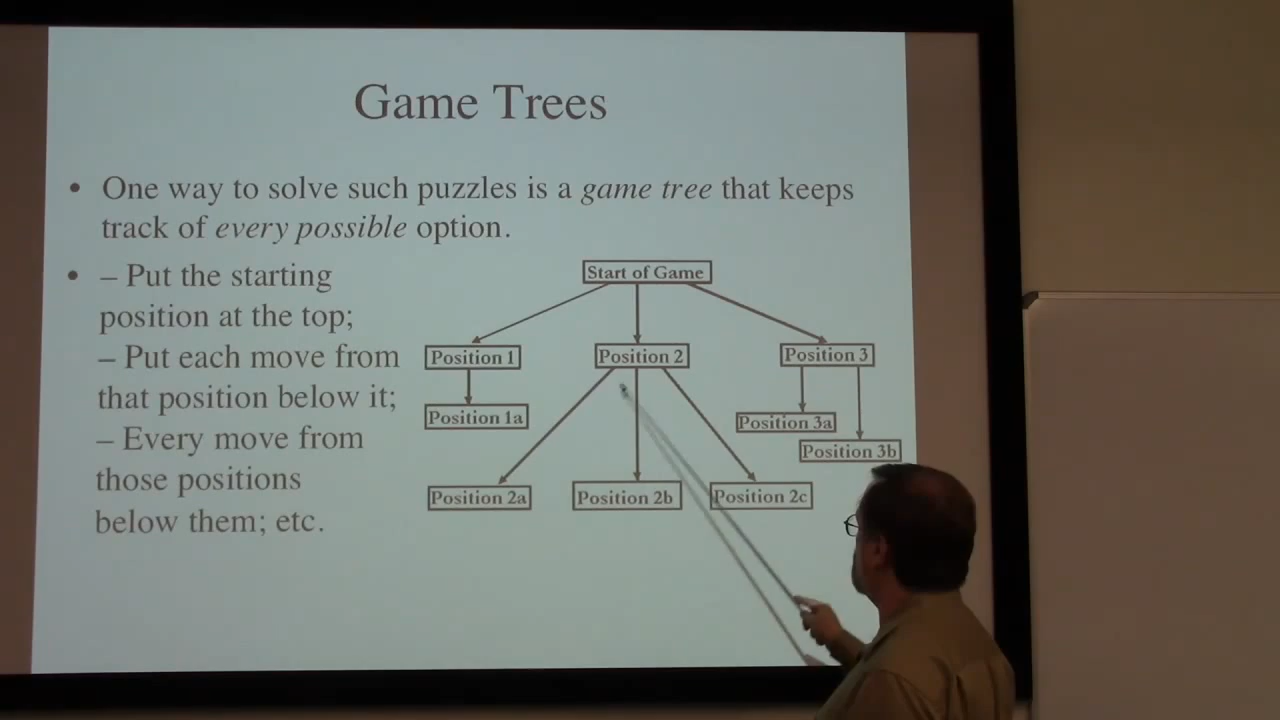 Game Trees
• One way to solve such puzzles is a game tree that keeps
track of every possible option.
• – Put the starting
position at the top;
– Put each move from
that position below it;
– Every move from
those positions
below them; etc.
Start of Game
Position 1
Position 2
Position 3
Position 1a
Position 3a
Position 3b
Position 2a
Position 2b
Position 2c